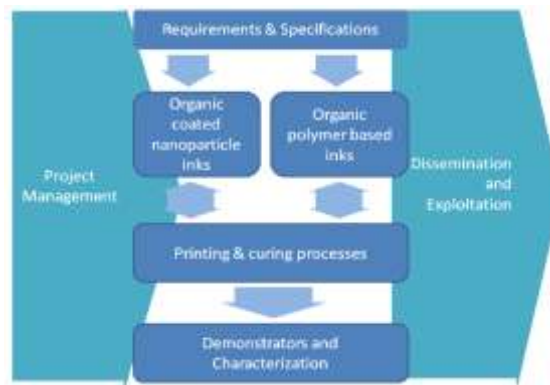 Requirements & Specifications
Organic
coated
nanoparticle
inks
Organic
polymer based
inks
Project
Management
Dissemination
and
Exploitation
Printing & curing processes
Demonstrators and
Characterization